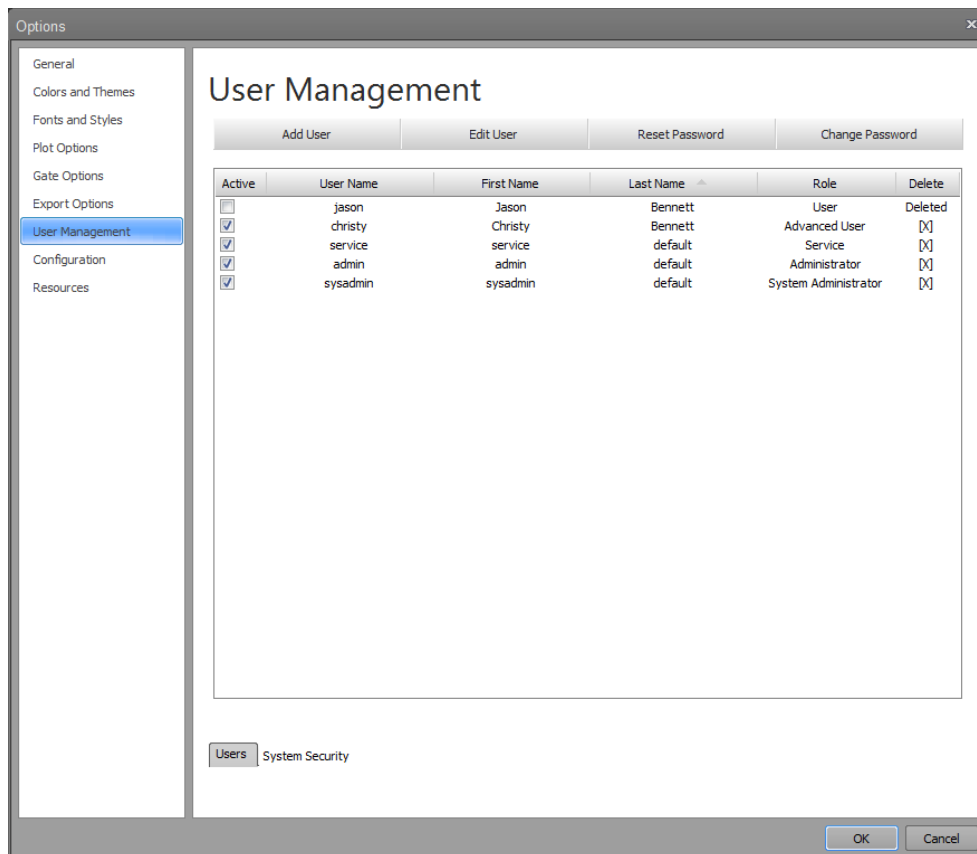 Options x
General
Colors and Themes
Fonts and Styles
Plot Options
Gate Options
Export Options
User Management
Configuration
Resources
User Management
Add User Edit User Reset Password Change Password
Active User Name First Name Last Name Role Delete
jason Jason Bennett User Deleted
christy Christy Bennett Advanced User [X]
service service default Service [X]
admin admin default Administrator [X]
sysadmin sysadmin default System Administrator [X]
Users System Security
OK Cancel